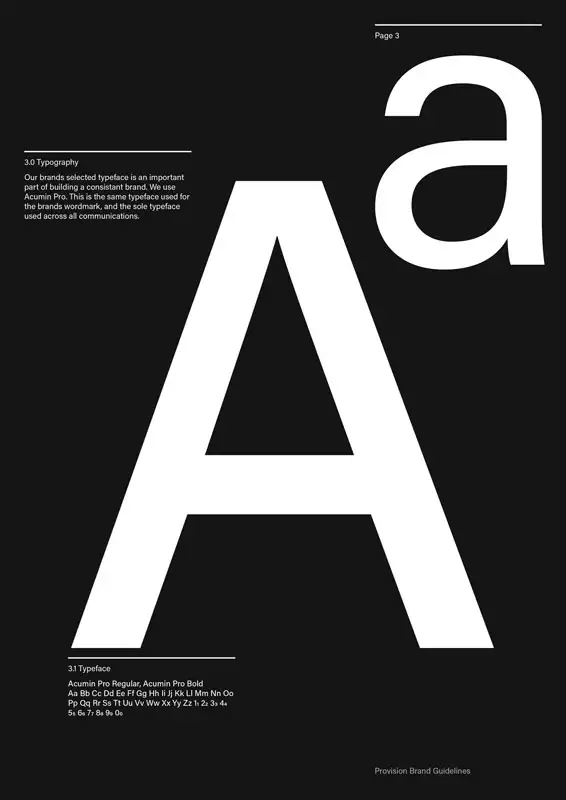 Page 3
a
3.0 Typography
Our brands selected typeface is an important
part of building a consistant brand. We use
Acumin Pro. This is the same typeface used for
the brands wordmark, and the sole typeface
used across all communications.
A
3.1 Typeface
Acumin Pro Regular, Acumin Pro Bold
Aa Bb Cc Dd Ee Ff Gg Hh Ii Jj Kk Ll Mm Nn Oo
Pp Qq Rr Ss Tt Uu Vv Ww Xx Yy Zz 1₁ 2₂ 3₃ 4₄
5₅ 6₆ 7₇ 8₈ 9₉ 0₀
Provision Brand Guidelines